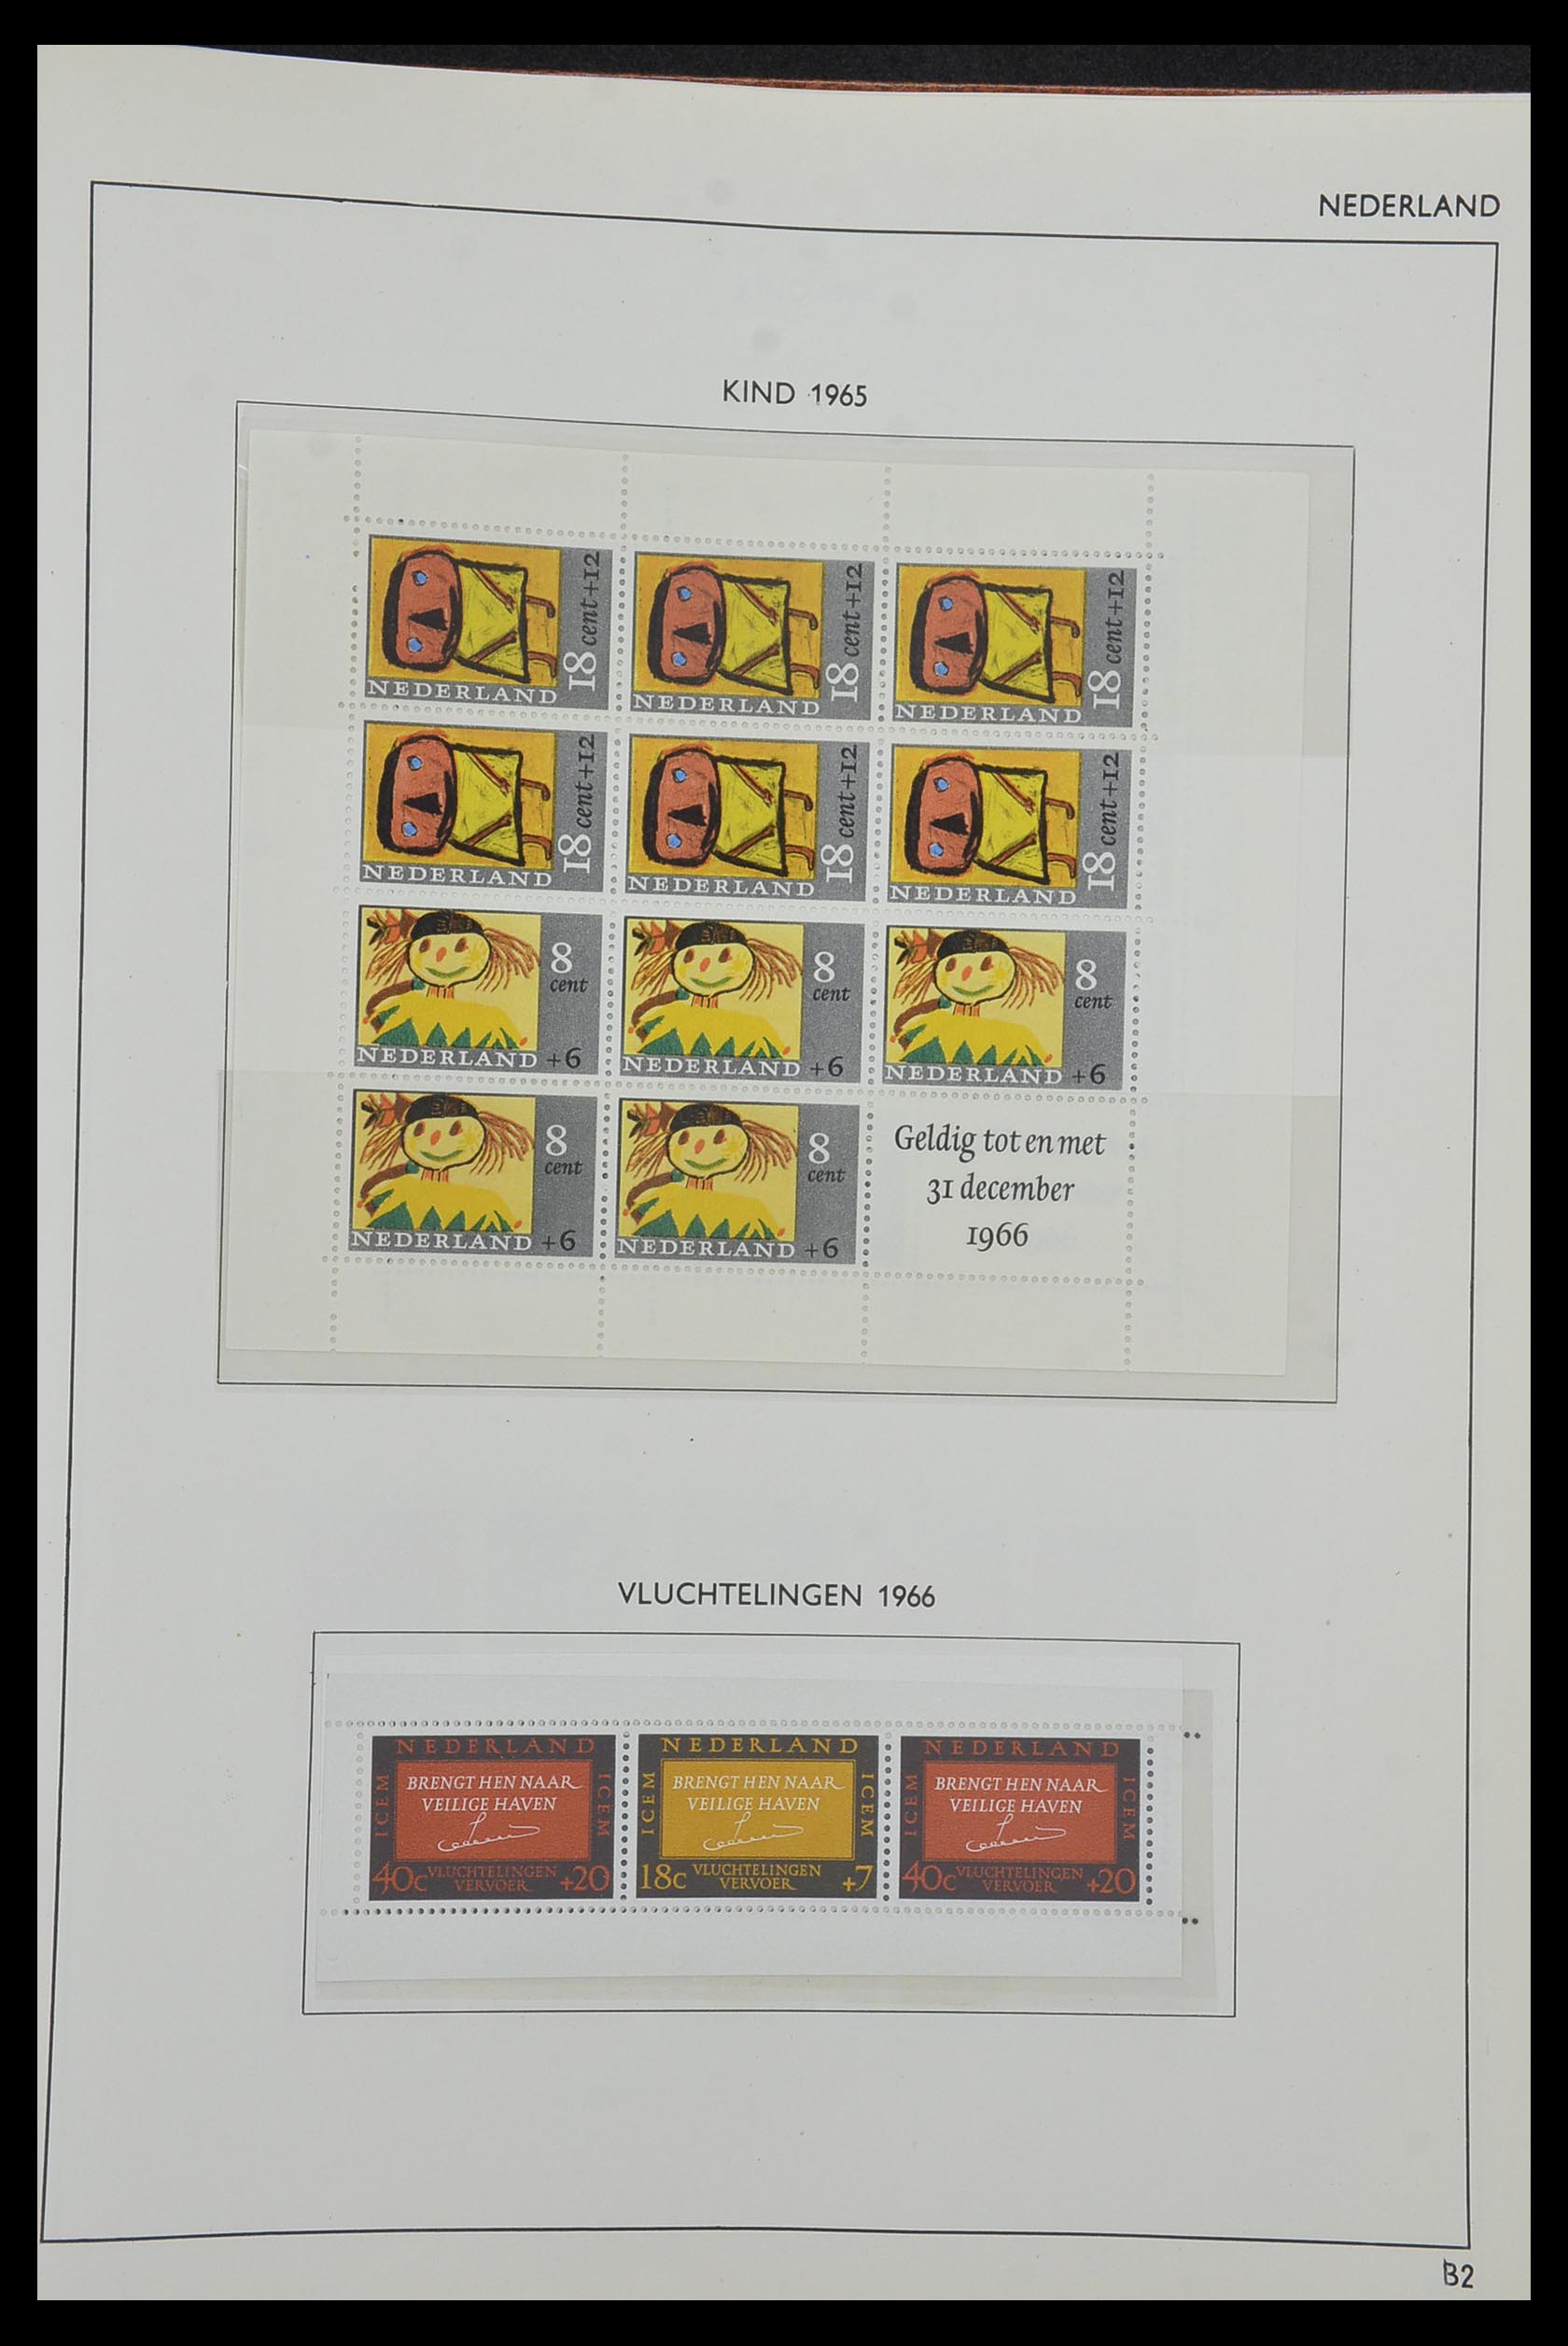 NEDERLAND
KIND 1965
18 cent+12
NEDERLAND
18 cent+12
NEDERLAND
18 cent+12
NEDERLAND
18 cent+12
NEDERLAND
18 cent+12
NEDERLAND
18 cent+12
NEDERLAND
8
cent
NEDERLAND +6
8
cent
NEDERLAND +6
8
cent
NEDERLAND +6
8
cent
NEDERLAND +6
8
cent
NEDERLAND +6
Geldig tot en met
31 december
1966
VLUCHTELINGEN 1966
NEDERLAND
ICEM
BRENGT HEN NAAR
VEILIGE HAVEN
ICEM
40c VLUCHTELINGEN +20
VERVOER
NEDERLAND
ICEM
BRENGT HEN NAAR
VEILIGE HAVEN
ICEM
18c VLUCHTELINGEN +7
VERVOER
NEDERLAND
ICEM
BRENGT HEN NAAR
VEILIGE HAVEN
ICEM
40c VLUCHTELINGEN +20
VERVOER
B2